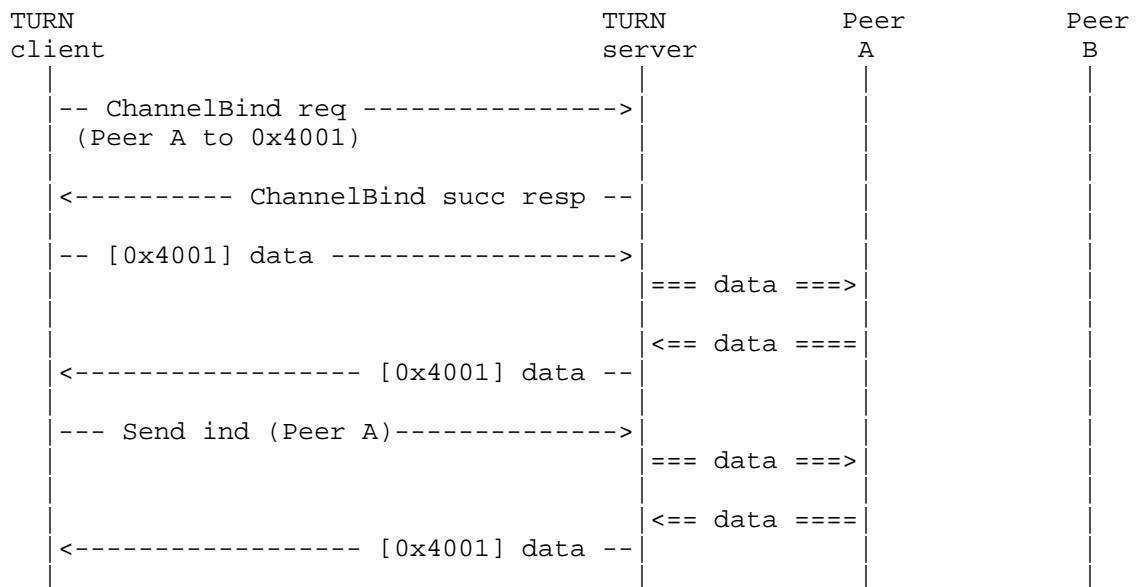 TURN TURN Peer Peer
client server A B
|-- ChannelBind req ---------------->|
(Peer A to 0x4001)
|<---------- ChannelBind succ resp --|
|-- [0x4001] data ------------------>|
|=== data ===>|
|<== data ====|
|<------------------ [0x4001] data --|
|--- Send ind (Peer A)-------------->|
|=== data ===>|
|<== data ====|
|<------------------ [0x4001] data --|